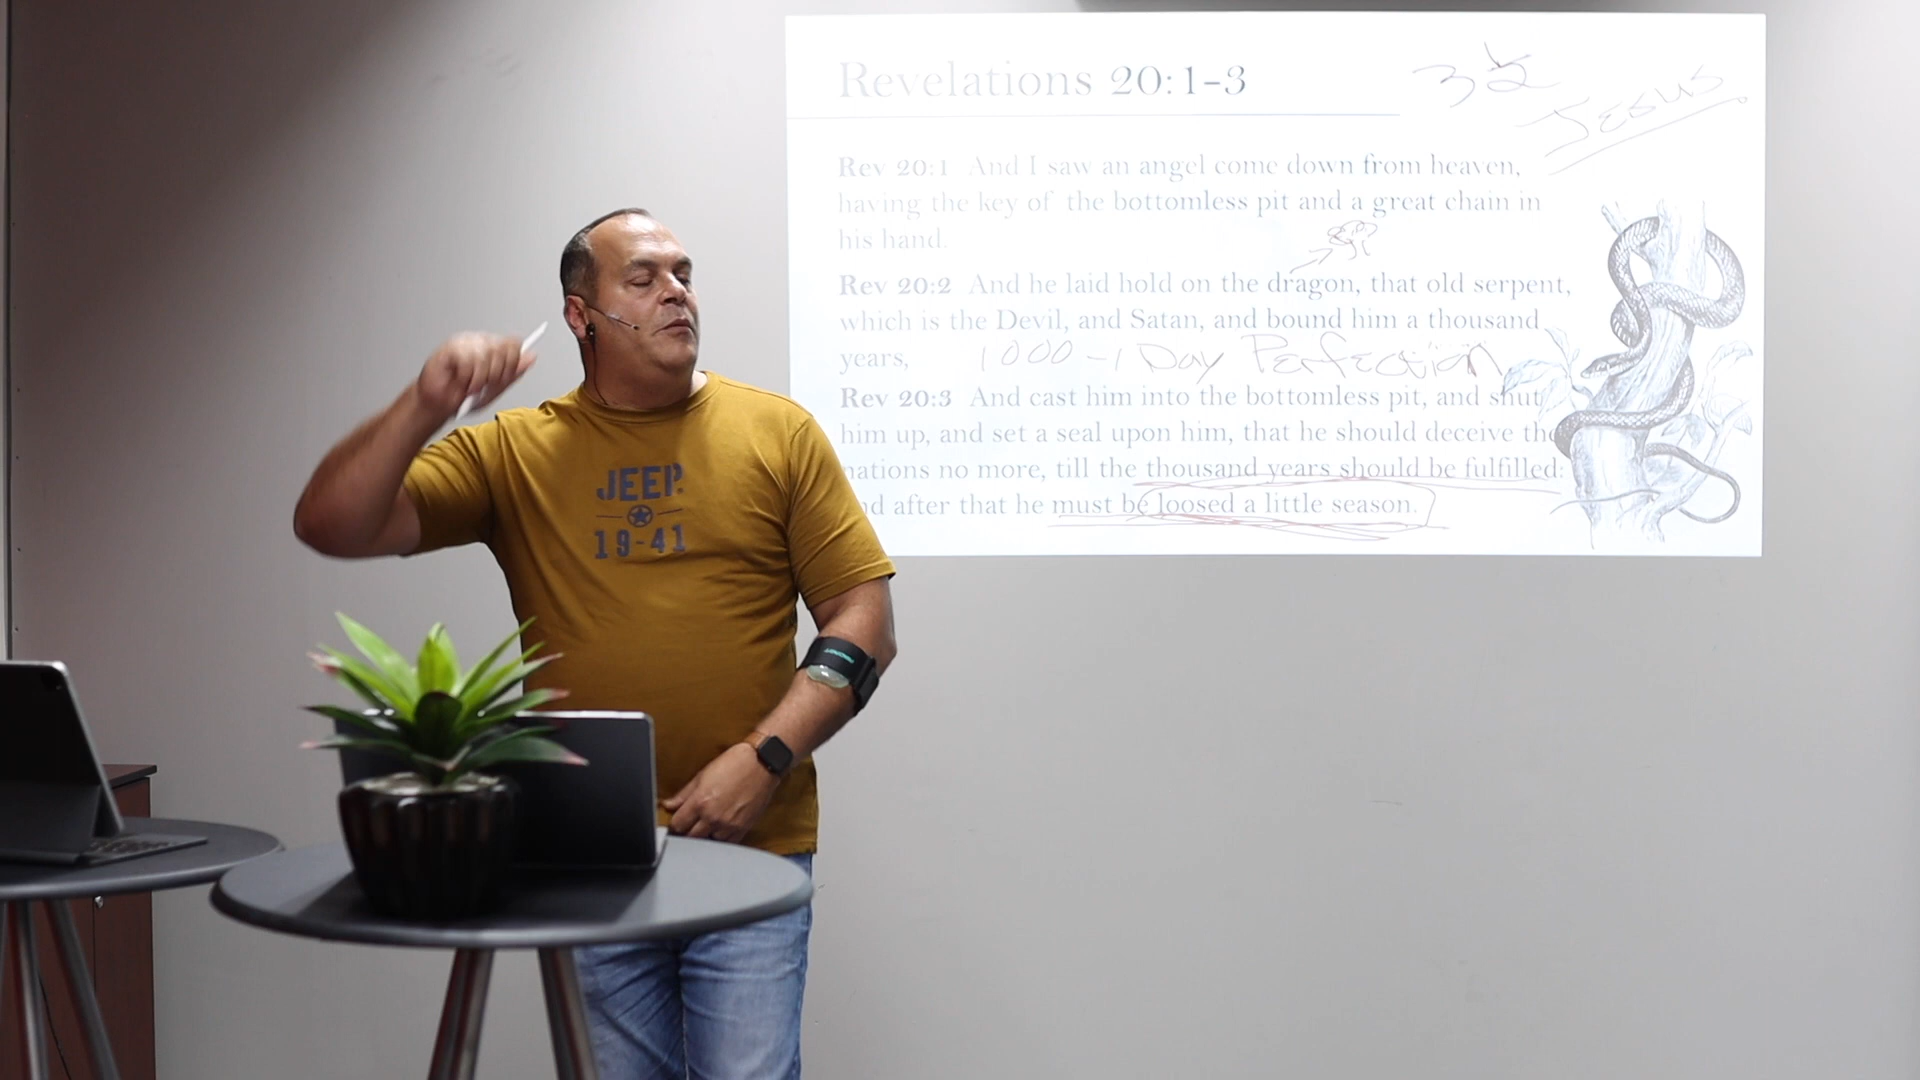 Revelations 20:1-3
3 1/2
Jesus
Rev 20:1 And I saw an angel come down from heaven,
having the key of the bottomless pit and a great chain in
his hand.
Rev 20:2 And he laid hold on the dragon, that old serpent,
which is the Devil, and Satan, and bound him a thousand
years,
1000 - 1 Day Perfection
Rev 20:3 And cast him into the bottomless pit, and shut
him up, and set a seal upon him, that he should deceive the
nations no more, till the thousand years should be fulfilled:
nd after that he must be loosed a little season.
JEEP
19-41